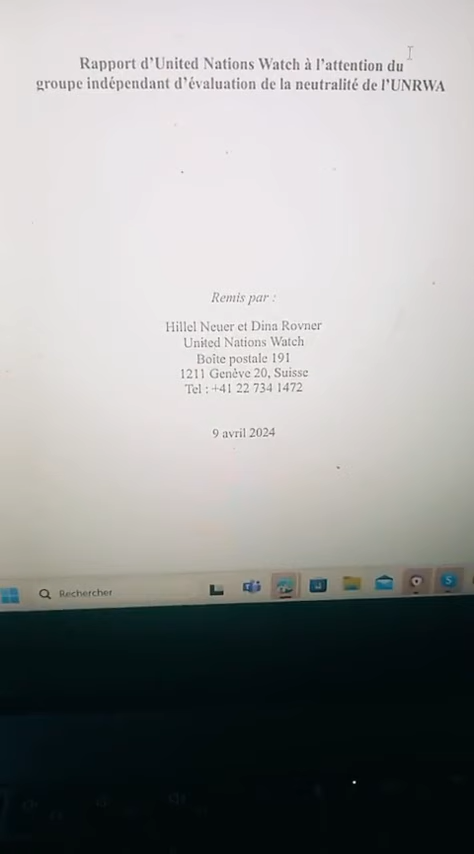 Rapport d’United Nations Watch à l’attention du
groupe indépendant d’évaluation de la neutralité de l’UNRWA
Remis par :
Hillel Neuer et Dina Rovner
United Nations Watch
Boîte postale 191
1211 Genève 20, Suisse
Tel : +41 22 734 1472
9 avril 2024
Rechercher